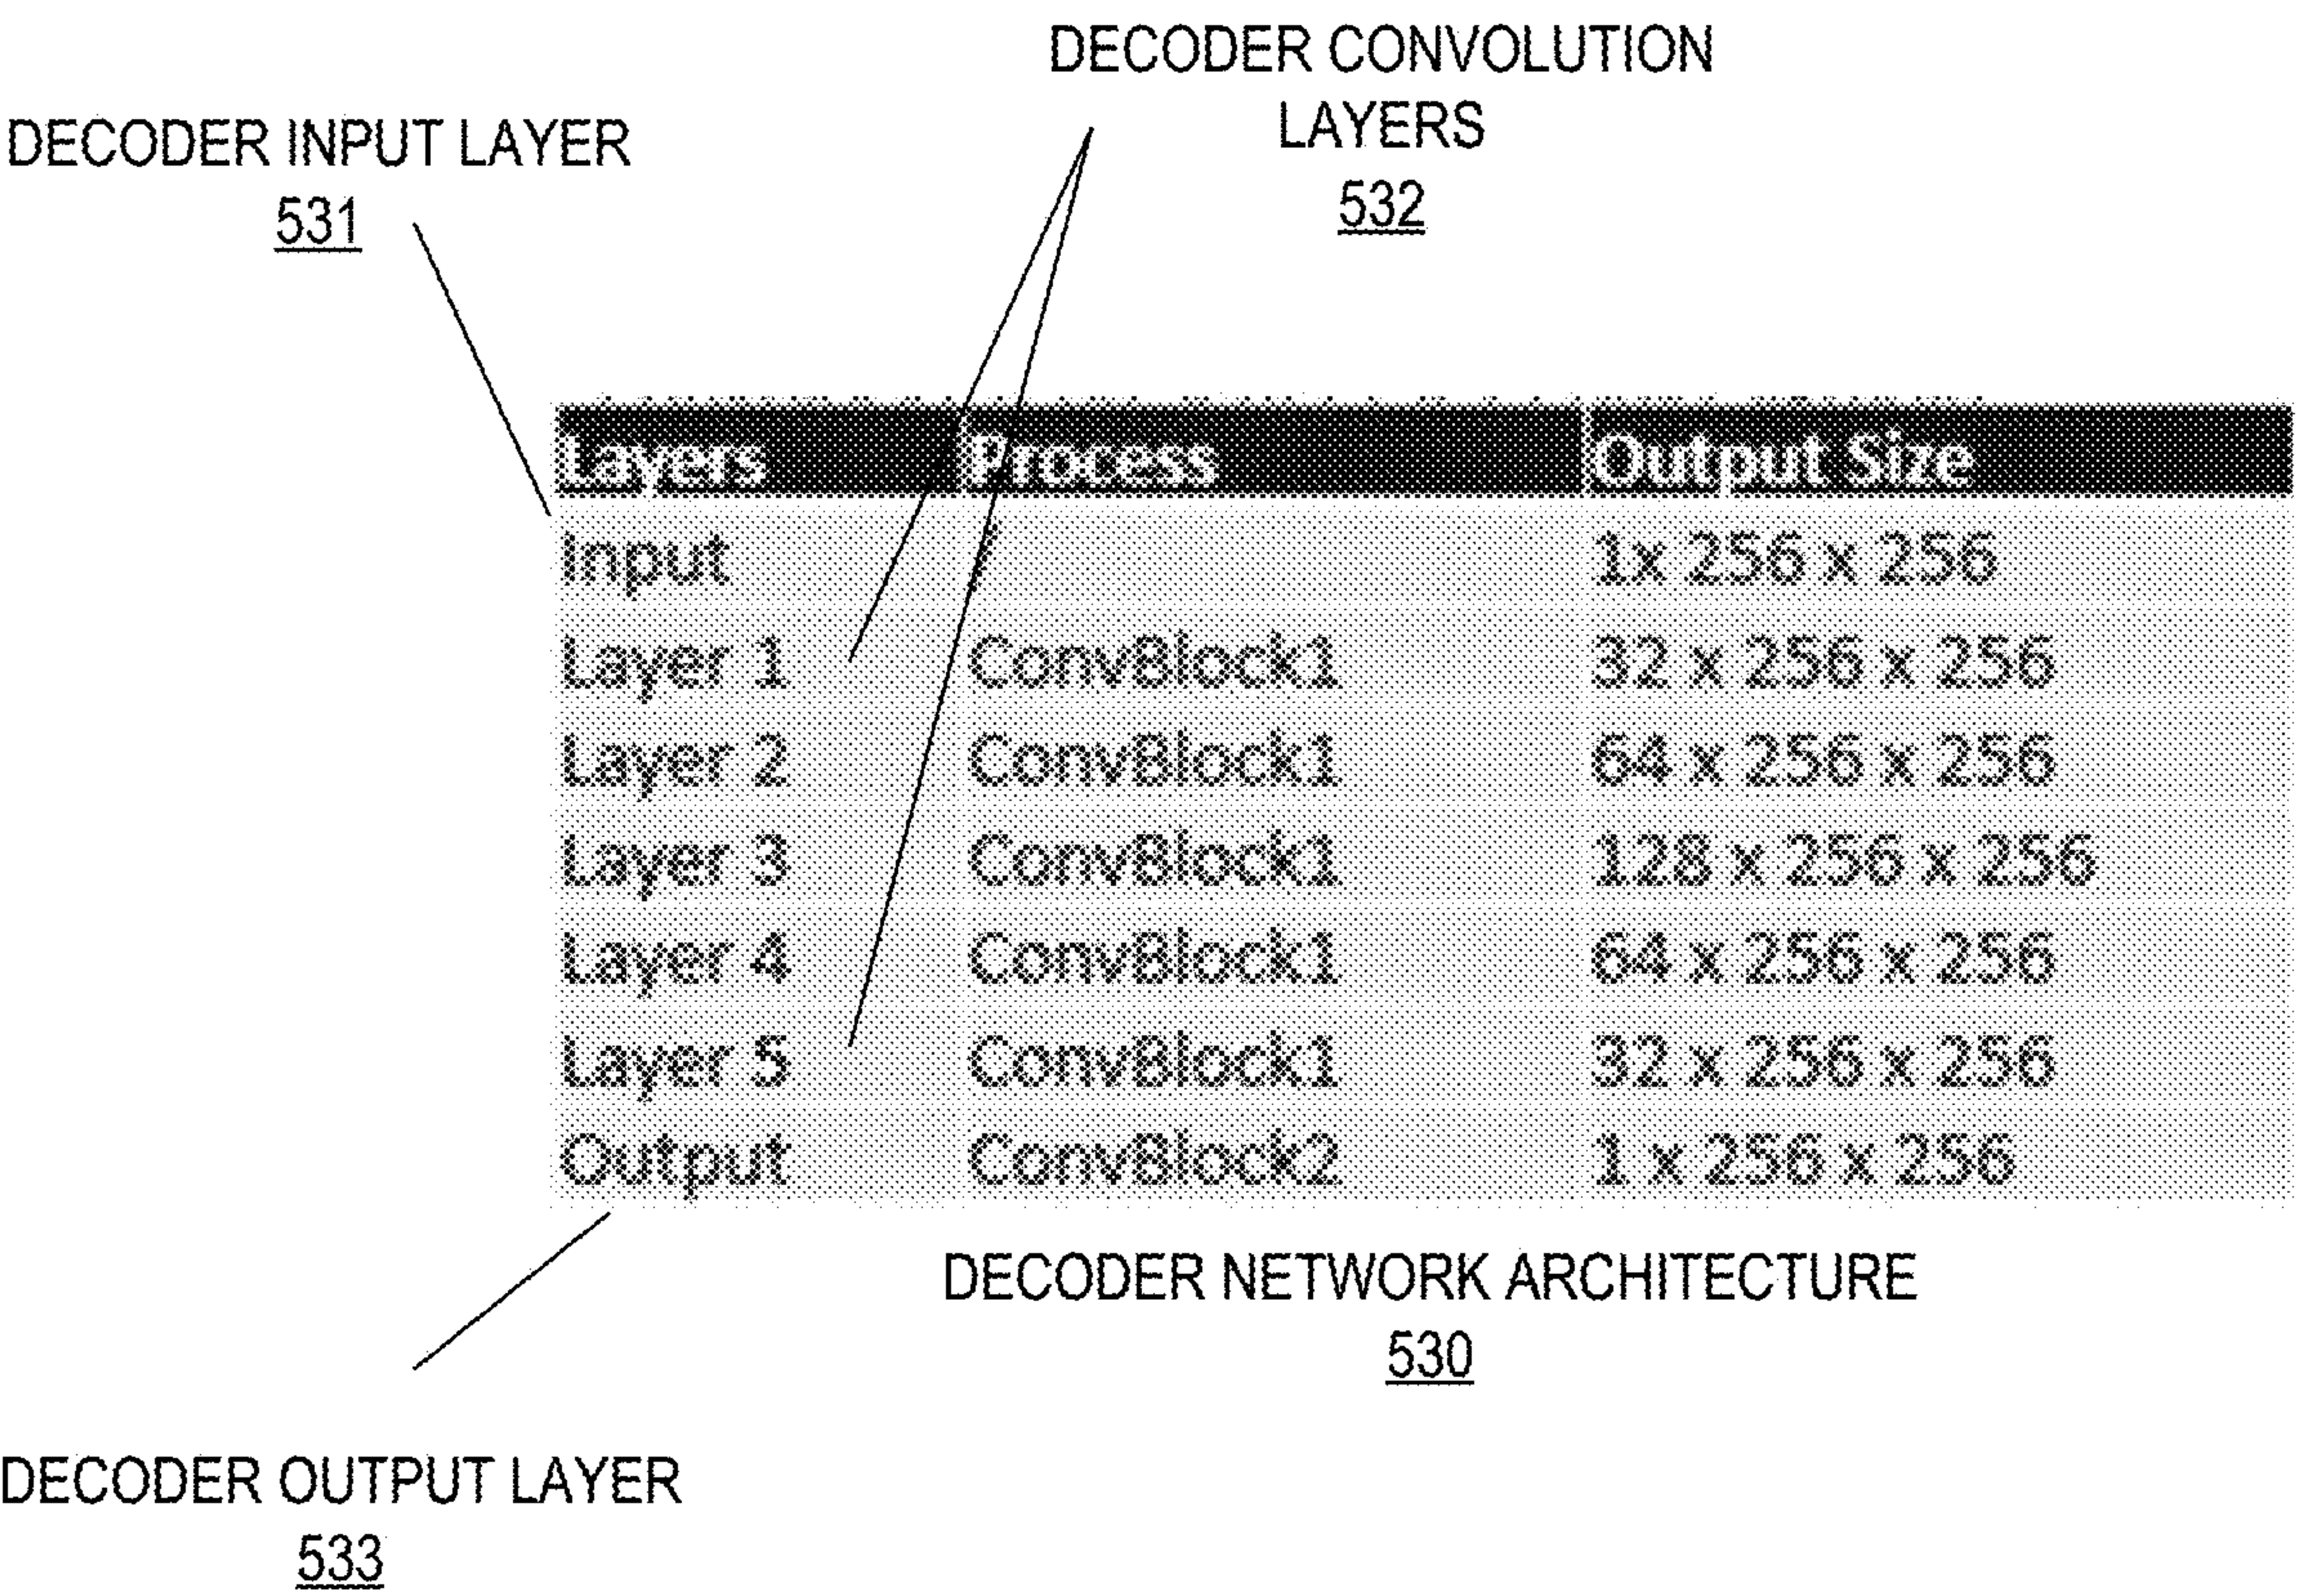 DECODER CONVOLUTION
LAYERS
532
DECODER INPUT LAYER
531
Layers Process Output Size
Input / 1x 256 x 256
Layer 1 ConvBlock1 32 x 256 x 256
Layer 2 ConvBlock1 64 x 256 x 256
Layer 3 ConvBlock1 128 x 256 x 256
Layer 4 ConvBlock1 64 x 256 x 256
Layer 5 ConvBlock1 32 x 256 x 256
Output ConvBlock2 1 x 256 x 256
DECODER NETWORK ARCHITECTURE
530
DECODER OUTPUT LAYER
533